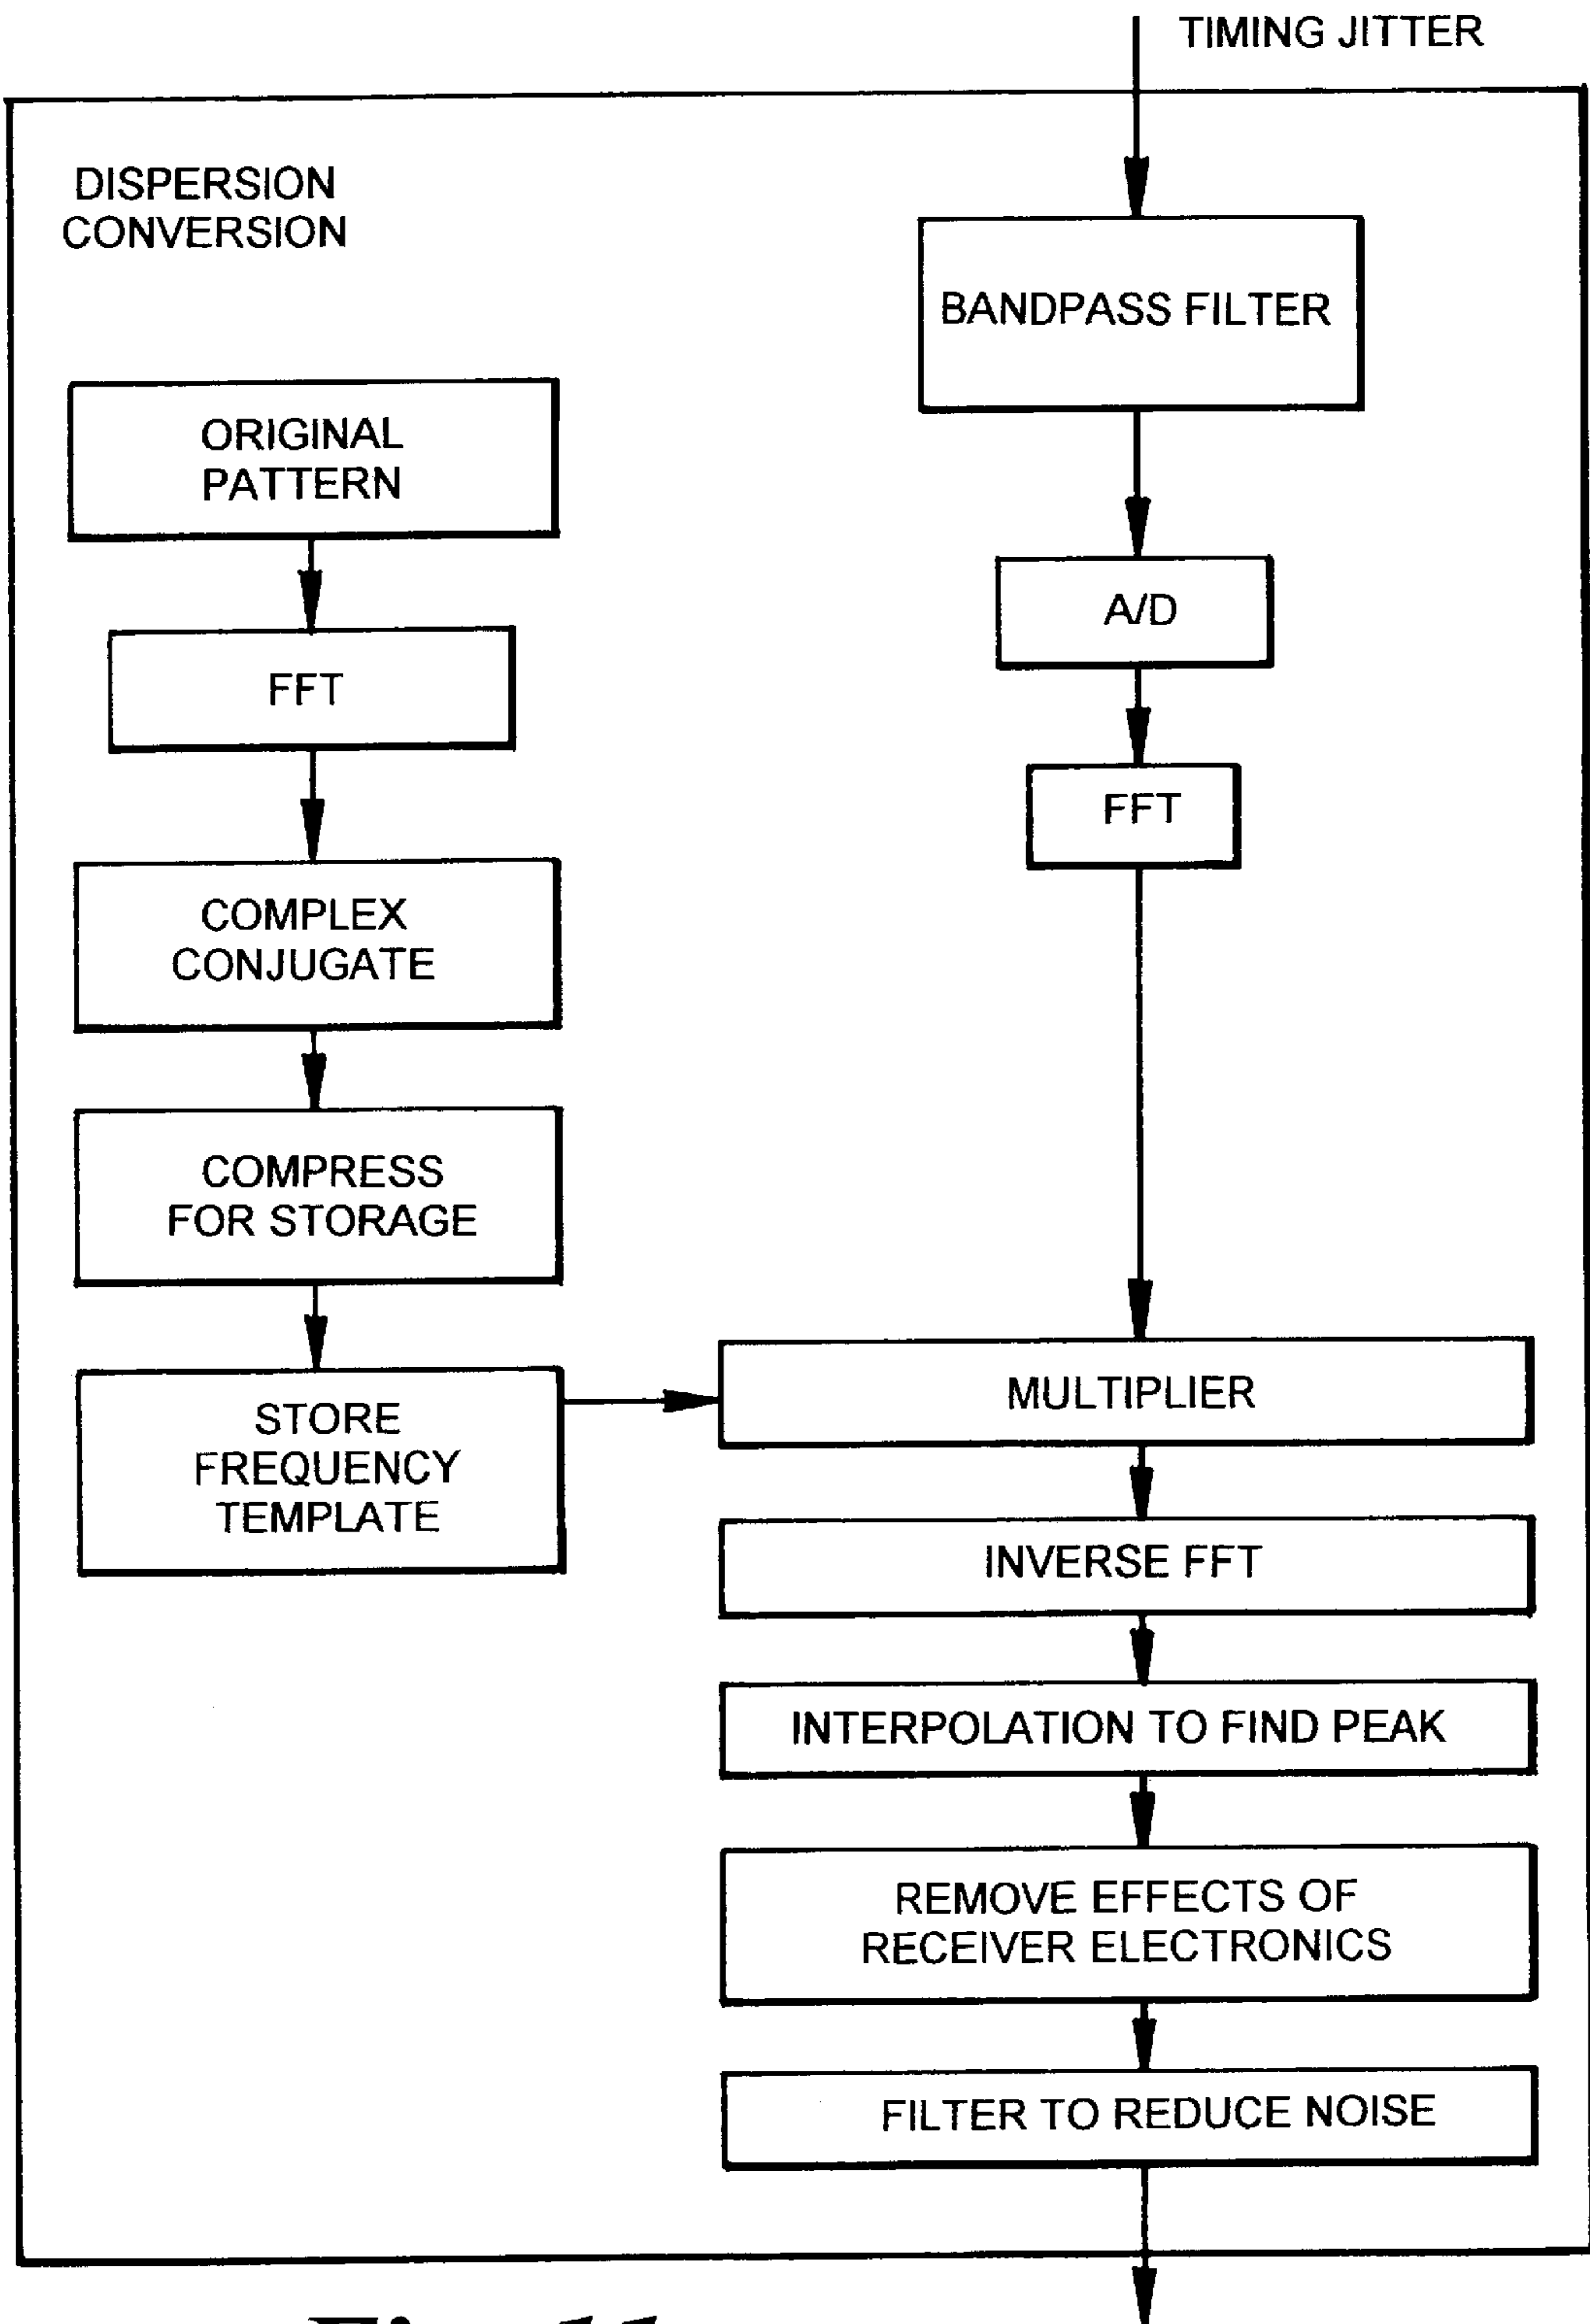 TIMING JITTER
DISPERSION
CONVERSION
BANDPASS FILTER
ORIGINAL
PATTERN
A/D
FFT
FFT
COMPLEX
CONJUGATE
COMPRESS
FOR STORAGE
STORE
FREQUENCY
TEMPLATE
MULTIPLIER
INVERSE FFT
INTERPOLATION TO FIND PEAK
REMOVE EFFECTS OF
RECEIVER ELECTRONICS
FILTER TO REDUCE NOISE